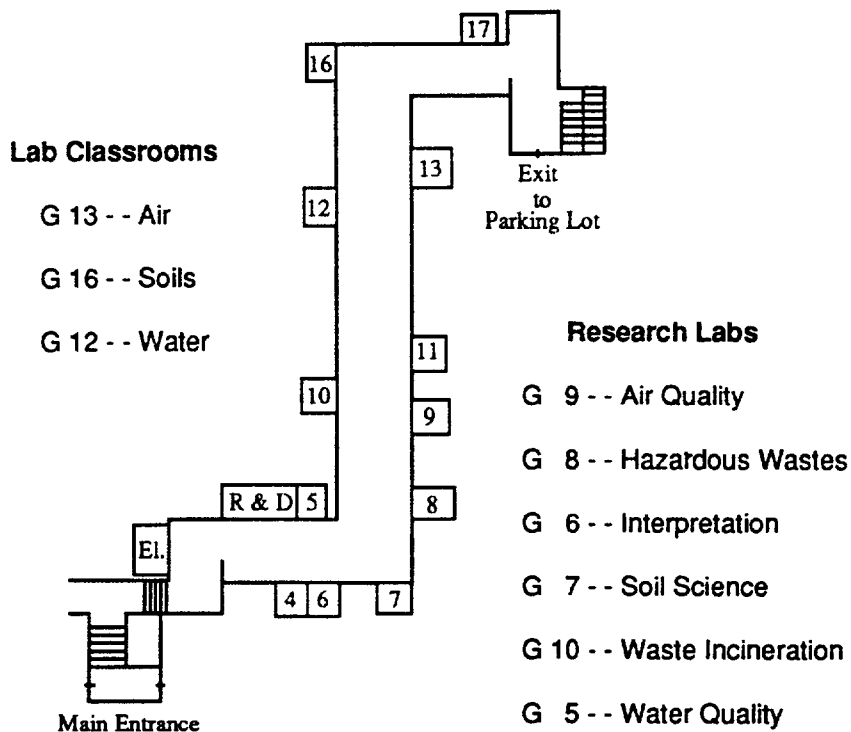 17
16
Lab Classrooms
13
Exit
to
Parking Lot
G 13 - - Air
12
G 16 - - Soils
G 12 - - Water
Research Labs
11
10
G 9 - - Air Quality
9
G 8 - - Hazardous Wastes
R & D 5
8
G 6 - - Interpretation
El.
G 7 - - Soil Science
4 6 7
G 10 - - Waste Incineration
G 5 - - Water Quality
Main Entrance